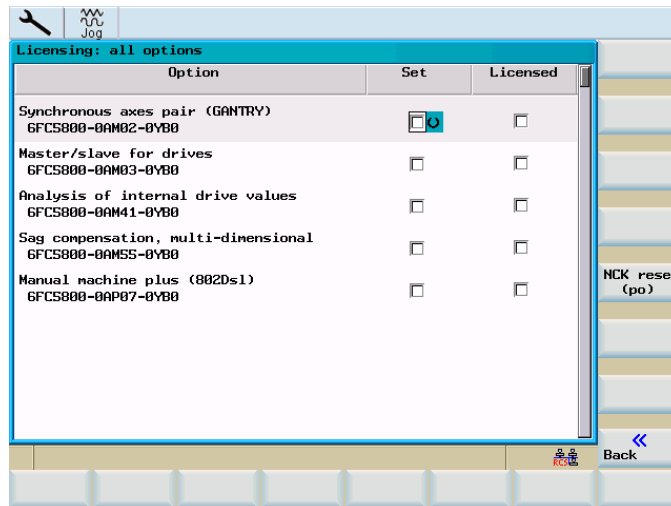 Jog
Licensing: all options
Option Set Licensed
Synchronous axes pair (GANTRY)
6FC5800-0AM02-0YB0
Master/slave for drives
6FC5800-0AM03-0YB0
Analysis of internal drive values
6FC5800-0AM41-0YB0
Sag compensation, multi-dimensional
6FC5800-0AM55-0YB0
Manual machine plus (802Dsl)
6FC5800-0AP07-0YB0
NCK rese
(po)
Back
RCS